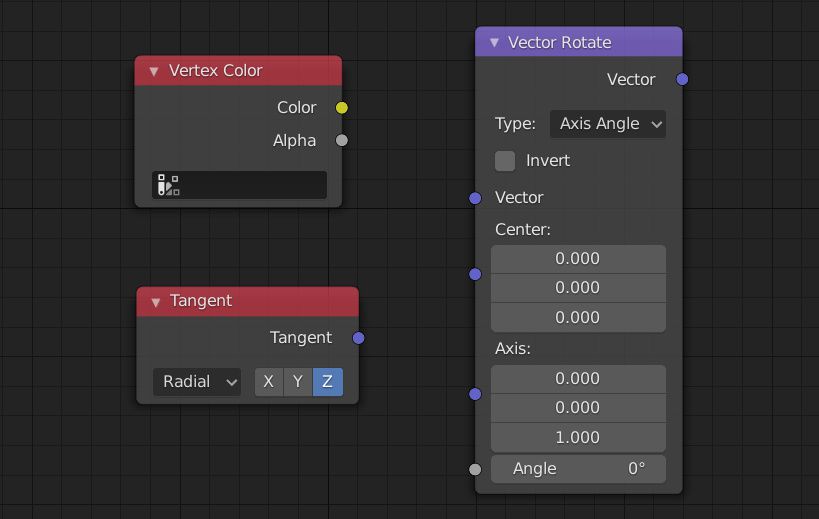 Vertex Color
Color
Alpha
Tangent
Tangent
Radial X Y Z
Vector Rotate
Vector
Type: Axis Angle
Invert
Vector
Center:
0.000
0.000
0.000
Axis:
0.000
0.000
1.000
Angle 0°